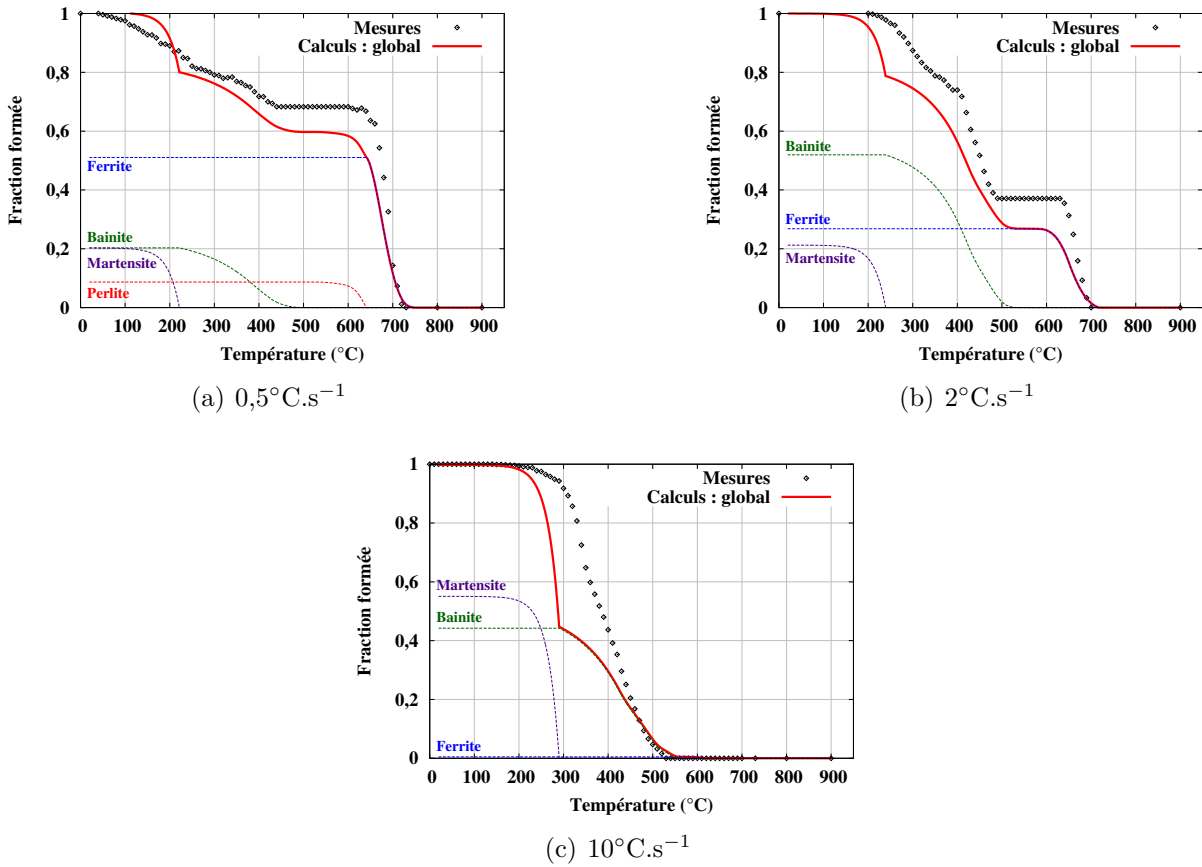 Mesures
Calculs : global
Fraction formée
1
0,8
0,6
0,4
0,2
0
Ferrite
Bainite
Martensite
Perlite
0 100 200 300 400 500 600 700 800 900
Température (°C)
(a) 0,5°C.s⁻¹
Mesures
Calculs : global
Fraction formée
1
0,8
0,6
0,4
0,2
0
Bainite
Ferrite
Martensite
0 100 200 300 400 500 600 700 800 900
Température (°C)
(b) 2°C.s⁻¹
Mesures
Calculs : global
Fraction formée
1
0,8
0,6
0,4
0,2
0
Martensite
Bainite
Ferrite
0 100 200 300 400 500 600 700 800 900
Température (°C)
(c) 10°C.s⁻¹